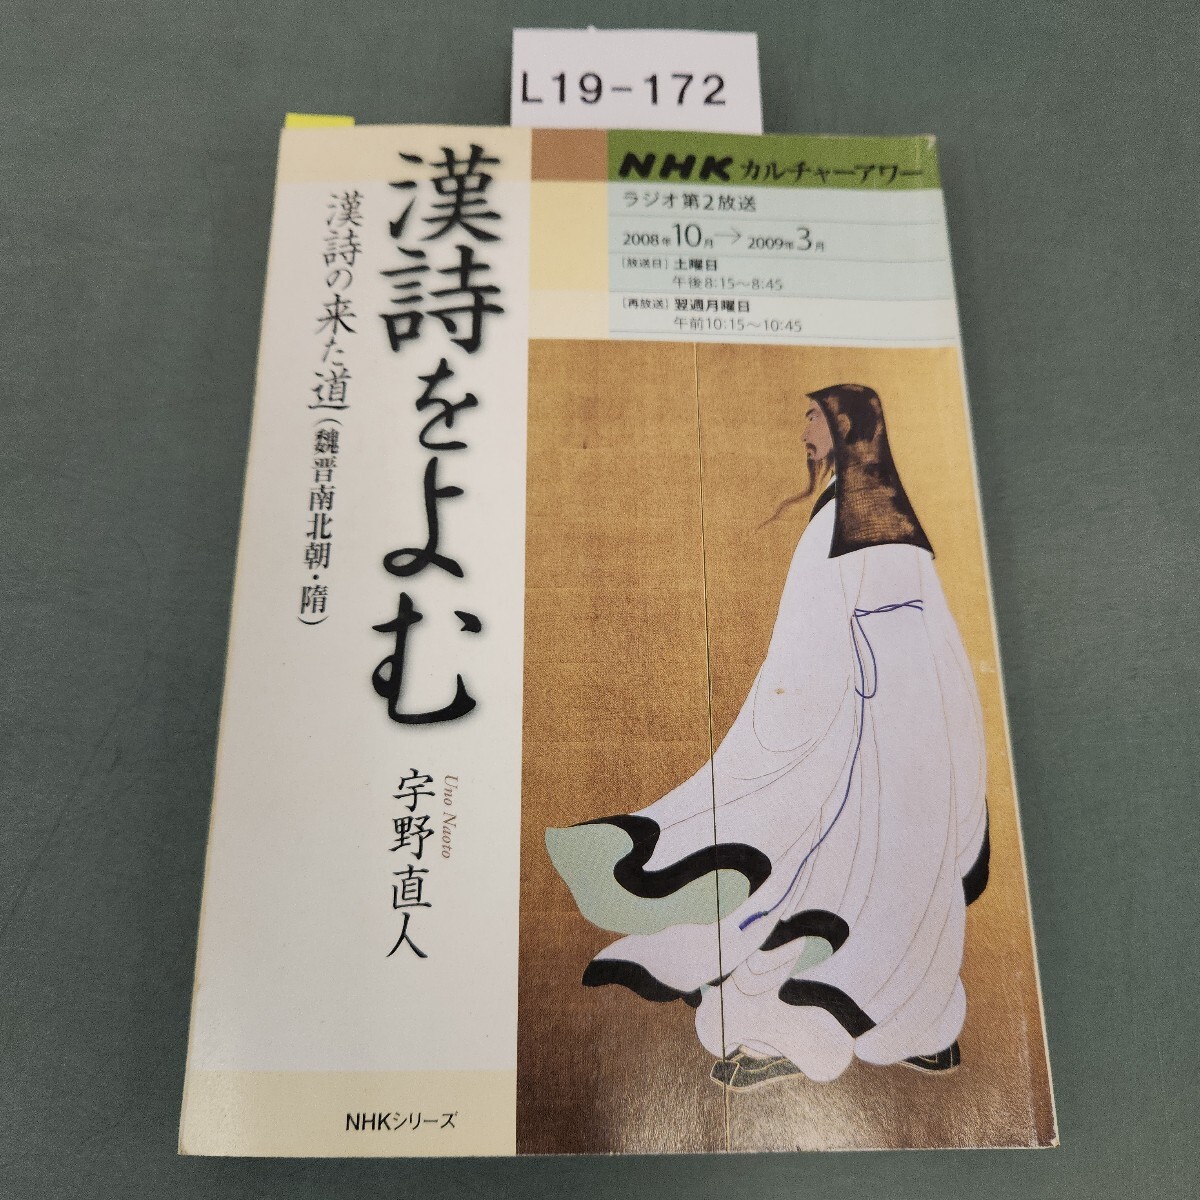 L19-172
NHK カルチャーアワー
ラジオ第2放送
2008年10月→2009年3月
[放送日] 土曜日
午後8:15〜8:45
[再放送] 翌週月曜日
午前10:15〜10:45
漢詩をよむ
漢詩の来た道(魏晋南北朝・隋)
宇野直人
Uno Naoto
NHKシリーズ